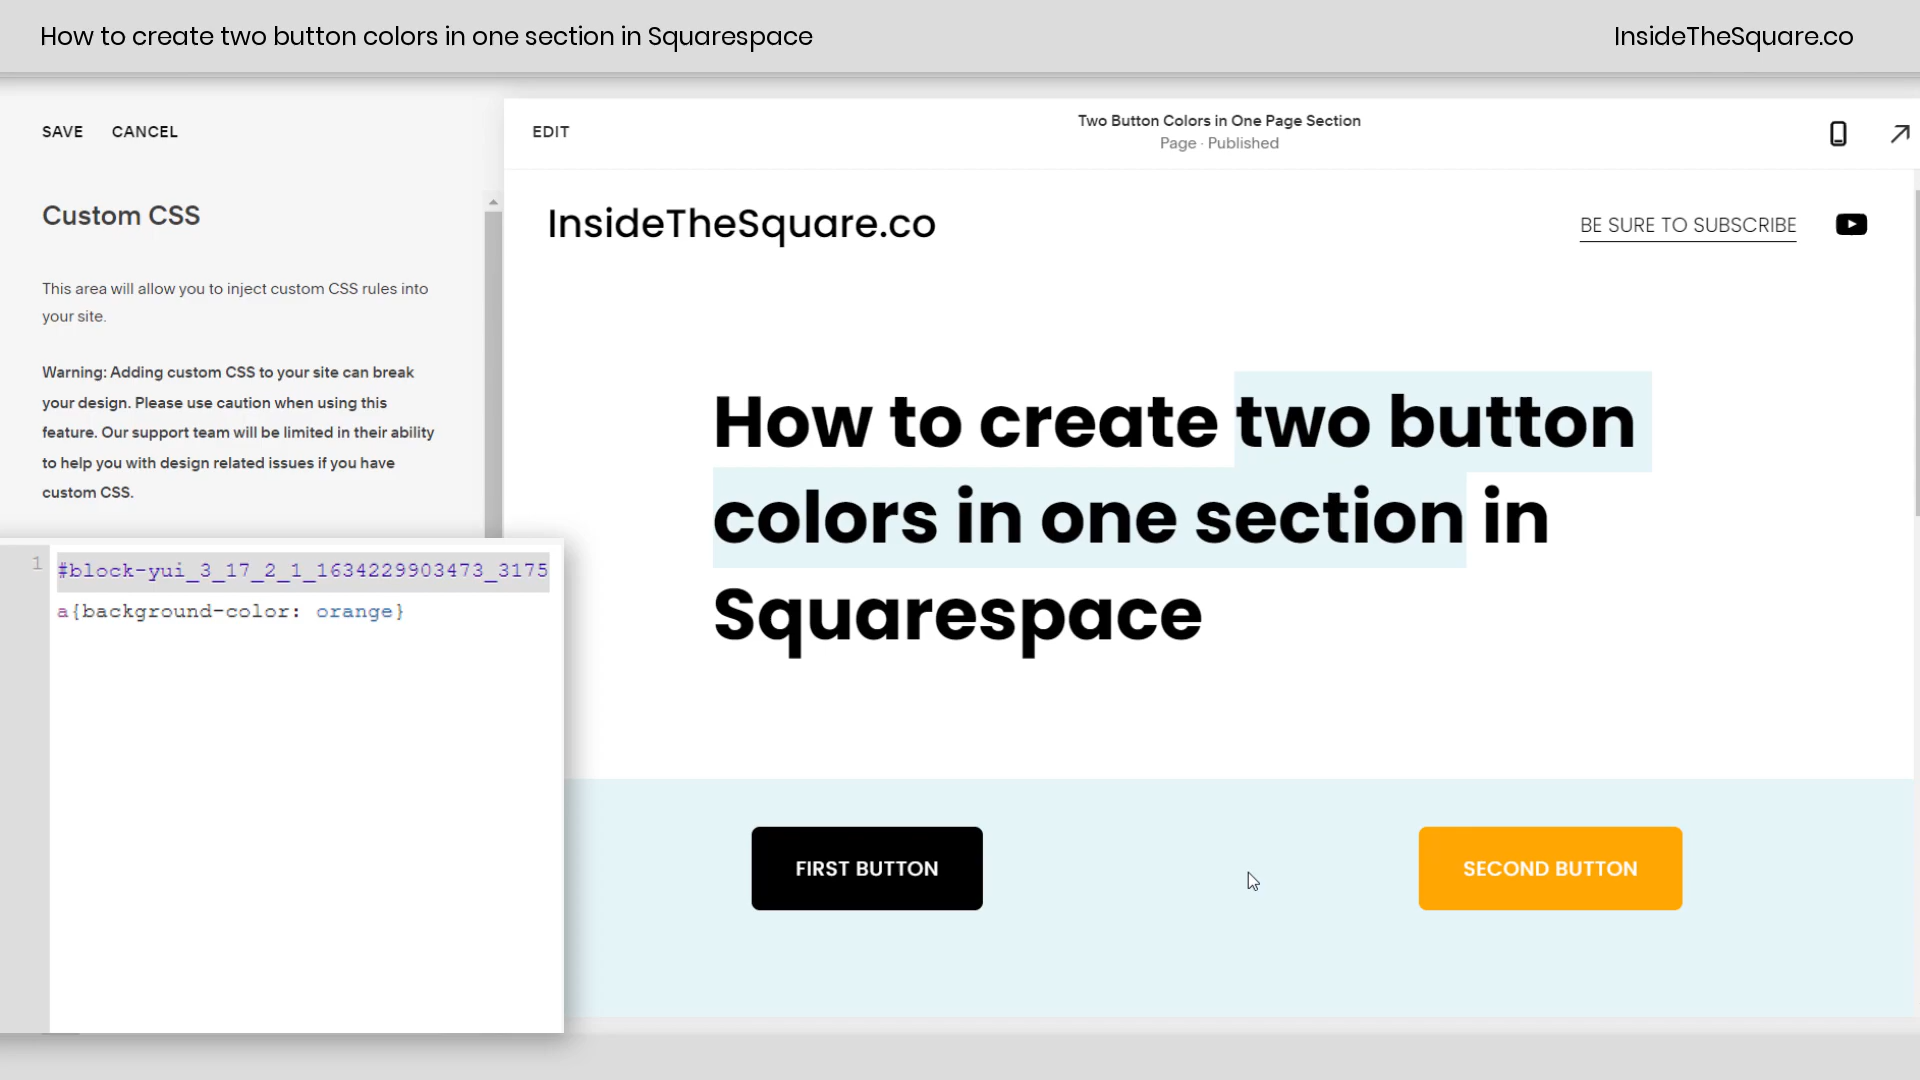 How to create two button colors in one section in Squarespace
InsideTheSquare.co
SAVE
CANCEL
EDIT
Two Button Colors in One Page Section
Page · Published
Custom CSS
This area will allow you to inject custom CSS rules into
your site.
Warning: Adding custom CSS to your site can break
your design. Please use caution when using this
feature. Our support team will be limited in their ability
to help you with design related issues if you have
custom CSS.
1
#block-yui_3_17_2_1_1634229903473_3175
a{background-color: orange}
InsideTheSquare.co
BE SURE TO SUBSCRIBE
How to create two button
colors in one section in
Squarespace
FIRST BUTTON
SECOND BUTTON